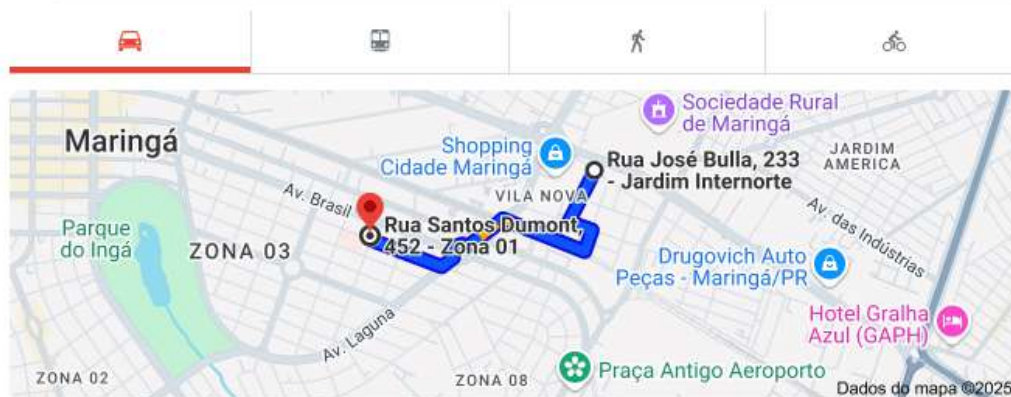 Maringá
Sociedade Rural
de Maringá
Shopping
Cidade Maringá
JARDIM
AMERICA
Rua José Bulla, 233
- Jardim Internorte
Av. Brasil
VILA NOVA
Av. das Indústrias
Parque
do Ingá
ZONA 03
Rua Santos Dumont,
452 - Zona 01
Drugovich Auto
Peças - Maringá/PR
Hotel Gralha
Azul (GAPH)
Av. Laguna
ZONA 02
ZONA 08
Praça Antigo Aeroporto
Dados do mapa ©2025